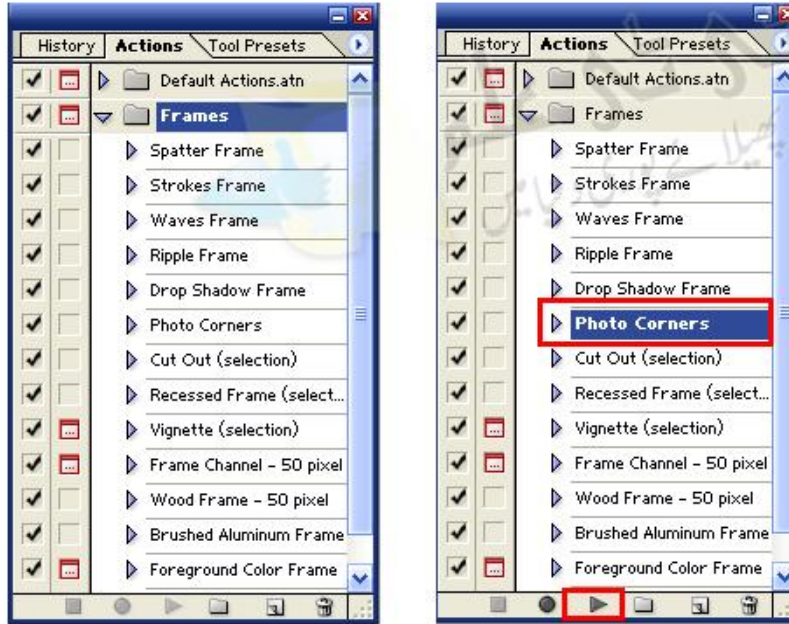 History Actions Tool Presets
Default Actions.atn
Frames
Spatter Frame
Strokes Frame
Waves Frame
Ripple Frame
Drop Shadow Frame
Photo Corners
Cut Out (selection)
Recessed Frame (select...
Vignette (selection)
Frame Channel - 50 pixel
Wood Frame - 50 pixel
Brushed Aluminum Frame
Foreground Color Frame
History Actions Tool Presets
Default Actions.atn
Frames
Spatter Frame
Strokes Frame
Waves Frame
Ripple Frame
Drop Shadow Frame
Photo Corners
Cut Out (selection)
Recessed Frame (select...
Vignette (selection)
Frame Channel - 50 pixel
Wood Frame - 50 pixel
Brushed Aluminum Frame
Foreground Color Frame